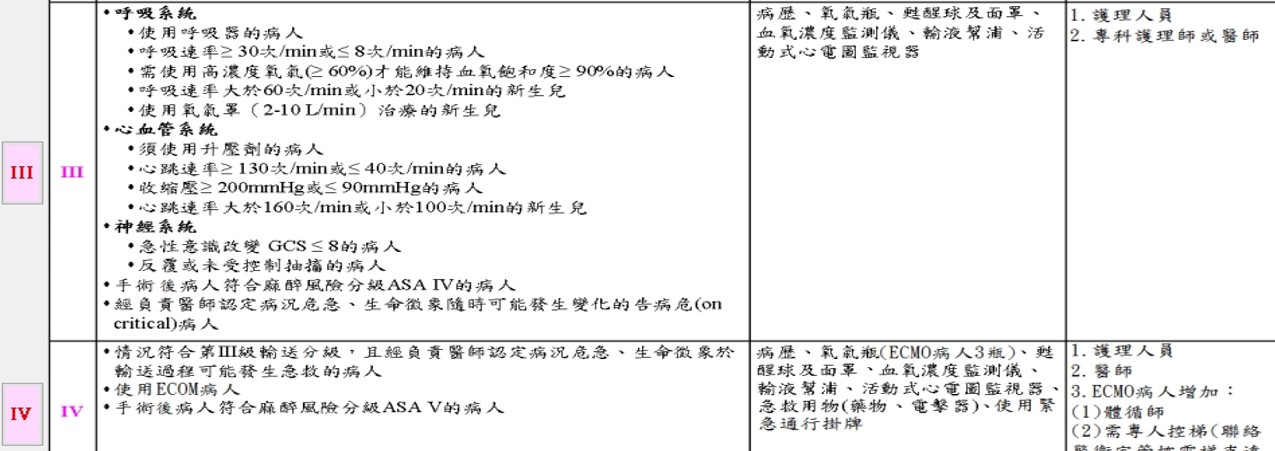 III
III
•呼吸系統
•使用呼吸器的病人
•呼吸速率≥30次/min或≤8次/min的病人
•需使用高濃度氧氣(≥60%)才能維持血氧飽和度≥90%的病人
•呼吸速率大於60次/min或小於20次/min的新生兒
•使用氧氣罩（2-10 L/min）治療的新生兒
•心血管系統
•須使用升壓劑的病人
•心跳速率≥130次/min或≤40次/min的病人
•收縮壓≥200mmHg或≤90mmHg的病人
•心跳速率大於160次/min或小於100次/min的新生兒
•神經系統
•急性意識改變 GCS≤8的病人
•反覆或未受控制抽搐的病人
•手術後病人符合麻醉風險分級ASA IV的病人
•經負責醫師認定病況危急、生命徵象隨時可能發生變化的告病危(on
critical)病人
病歷、氧氣瓶、甦醒球及面罩、
血氧濃度監測儀、輸液幫浦、活
動式心電圖監視器
1. 護理人員
2. 專科護理師或醫師
IV
IV
•情況符合第III級輸送分級，且經負責醫師認定病況危急、生命徵象於
輸送過程可能發生急救的病人
•使用ECOM病人
•手術後病人符合麻醉風險分級ASA V的病人
病歷、氧氣瓶(ECMO病人3瓶)、甦
醒球及面罩、血氧濃度監測儀、
輸液幫浦、活動式心電圖監視器、
急救用物(藥物、電擊器)、使用緊
急通行掛牌
1. 護理人員
2. 醫師
3.ECMO病人增加：
(1)體循師
(2)需專人控梯(聯絡